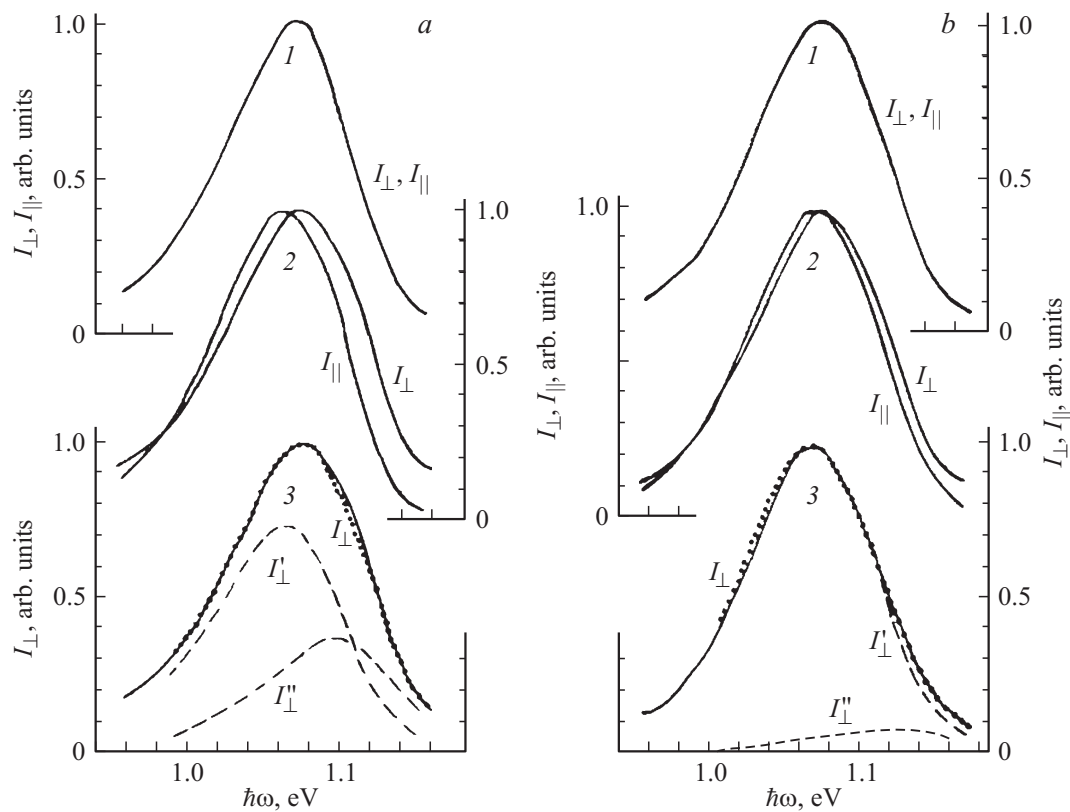 a
1.0
1
I⊥, I||
0.5
I⊥, I||, arb. units
0
2
1.0
0.5
0
I||
I⊥
1.0
3
I⊥
I'⊥
0.5
I''⊥
I⊥, arb. units
0
1.0
1.1
ħω, eV
b
1.0
1
I⊥, I||
0.5
0
I⊥, I||, arb. units
1.0
2
0.5
0
I⊥, I||, arb. units
I⊥
I||
1.0
3
I⊥
0.5
I'⊥
I''⊥
0
1.0
1.1
ħω, eV